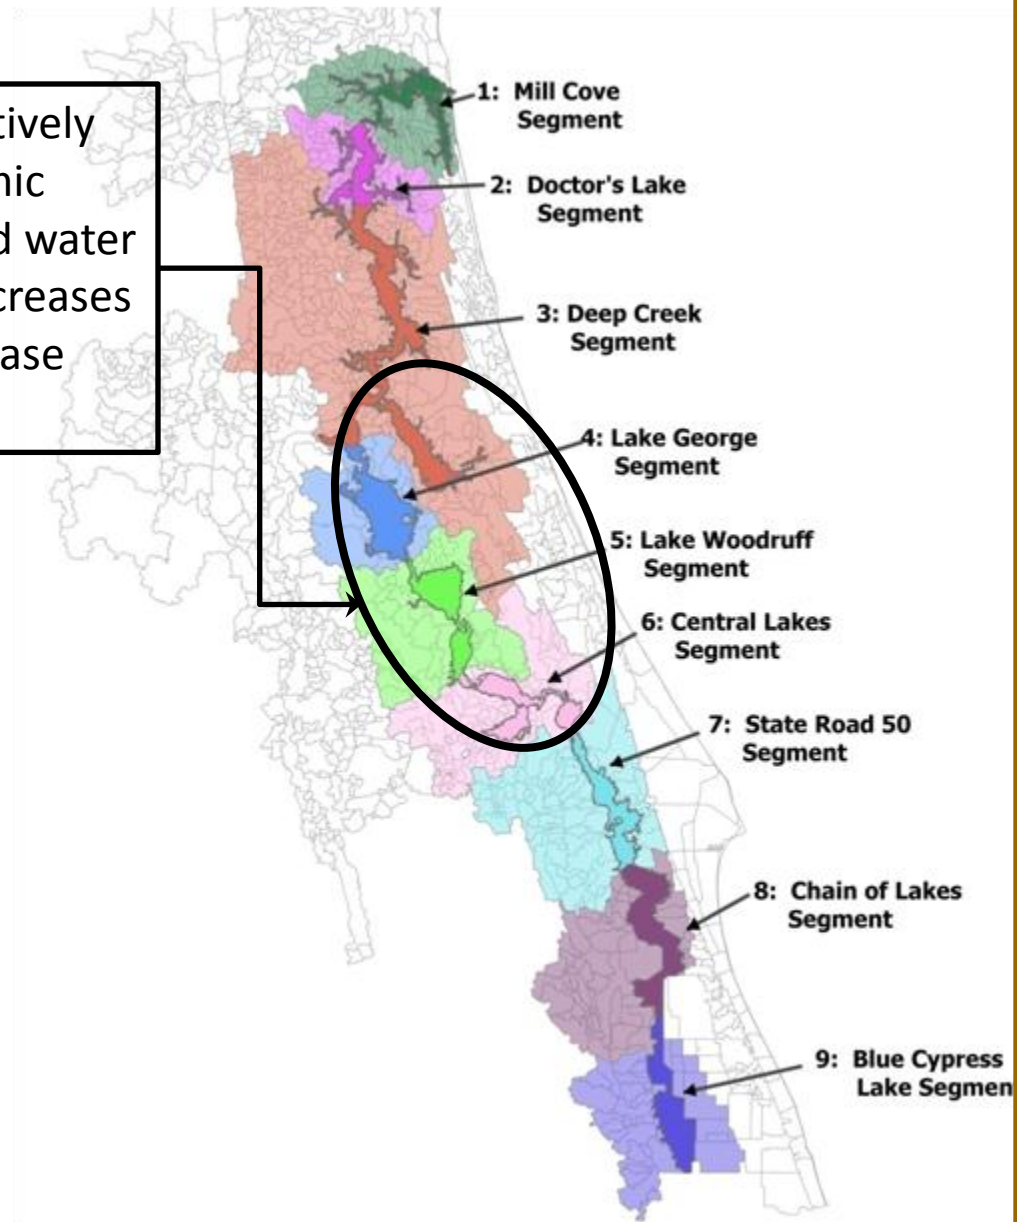 tively
nic
d water
creases
ase
1: Mill Cove
Segment
2: Doctor's Lake
Segment
3: Deep Creek
Segment
4: Lake George
Segment
5: Lake Woodruff
Segment
6: Central Lakes
Segment
7: State Road 50
Segment
8: Chain of Lakes
Segment
9: Blue Cypress
Lake Segmen